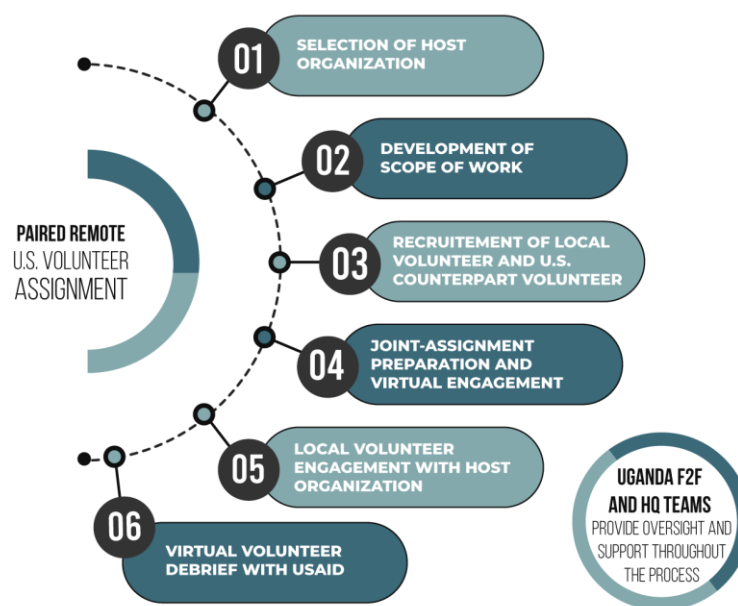 01
SELECTION OF HOST
ORGANIZATION
02
DEVELOPMENT OF
SCOPE OF WORK
PAIRED REMOTE
U.S. VOLUNTEER
ASSIGNMENT
03
RECRUITEMENT OF LOCAL
VOLUNTEER AND U.S.
COUNTERPART VOLUNTEER
04
JOINT-ASSIGNMENT
PREPARATION AND
VIRTUAL ENGAGEMENT
05
LOCAL VOLUNTEER
ENGAGEMENT WITH HOST
ORGANIZATION
06
VIRTUAL VOLUNTEER
DEBRIEF WITH USAID
UGANDA F2F
AND HQ TEAMS
PROVIDE OVERSIGHT AND
SUPPORT THROUGHOUT
THE PROCESS